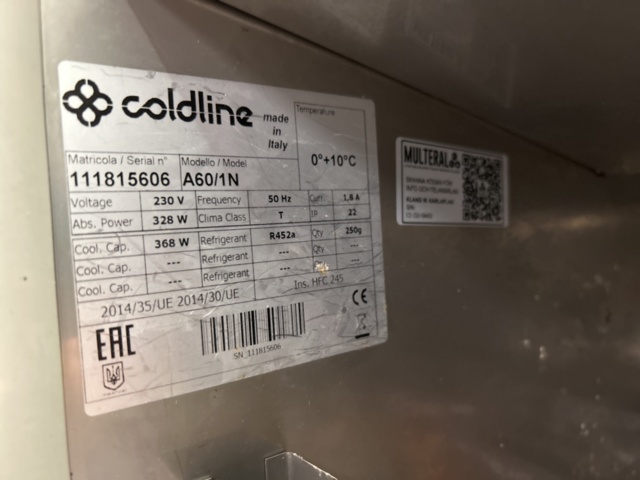 coldline
made
in
Italy
Temperature
0°+10°C
Matricola / Serial n° Modello / Model
111815606 A60/1N
Voltage 230 V Frequency 50 Hz Curr. 1,8 A
Abs. Power 328 W Clima Class T IP 22
Cool. Cap. 368 W Refrigerant R452a Qty 250g
Cool. Cap. --- Refrigerant --- Qty ---
Cool. Cap. --- Refrigerant --- Qty ---
2014/35/UE 2014/30/UE Ins. HFC 245
CE
EAC
SN_111815606
MULTERAL